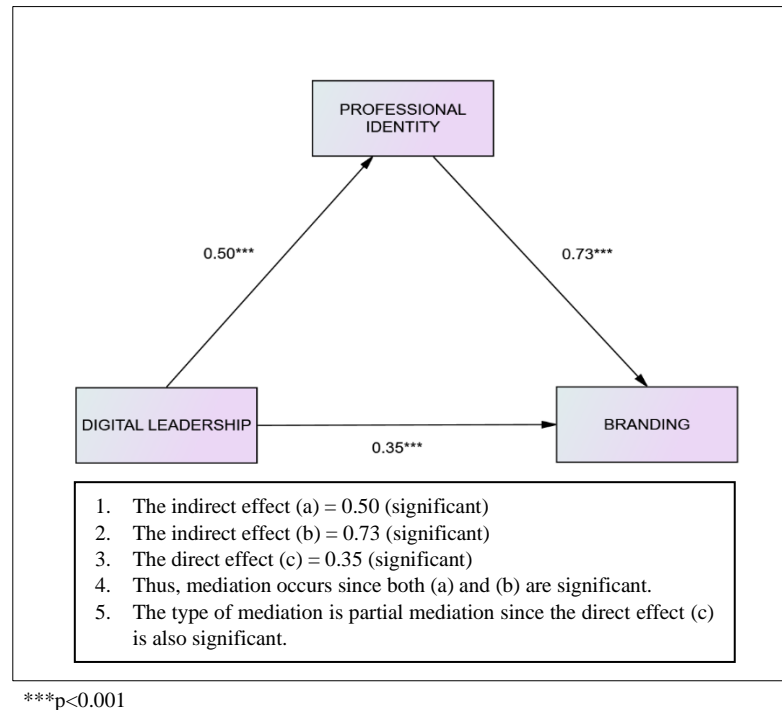 PROFESSIONAL
IDENTITY
0.50***
0.73***
DIGITAL LEADERSHIP
BRANDING
0.35***
1. The indirect effect (a) = 0.50 (significant)
2. The indirect effect (b) = 0.73 (significant)
3. The direct effect (c) = 0.35 (significant)
4. Thus, mediation occurs since both (a) and (b) are significant.
5. The type of mediation is partial mediation since the direct effect (c)
is also significant.
***p<0.001